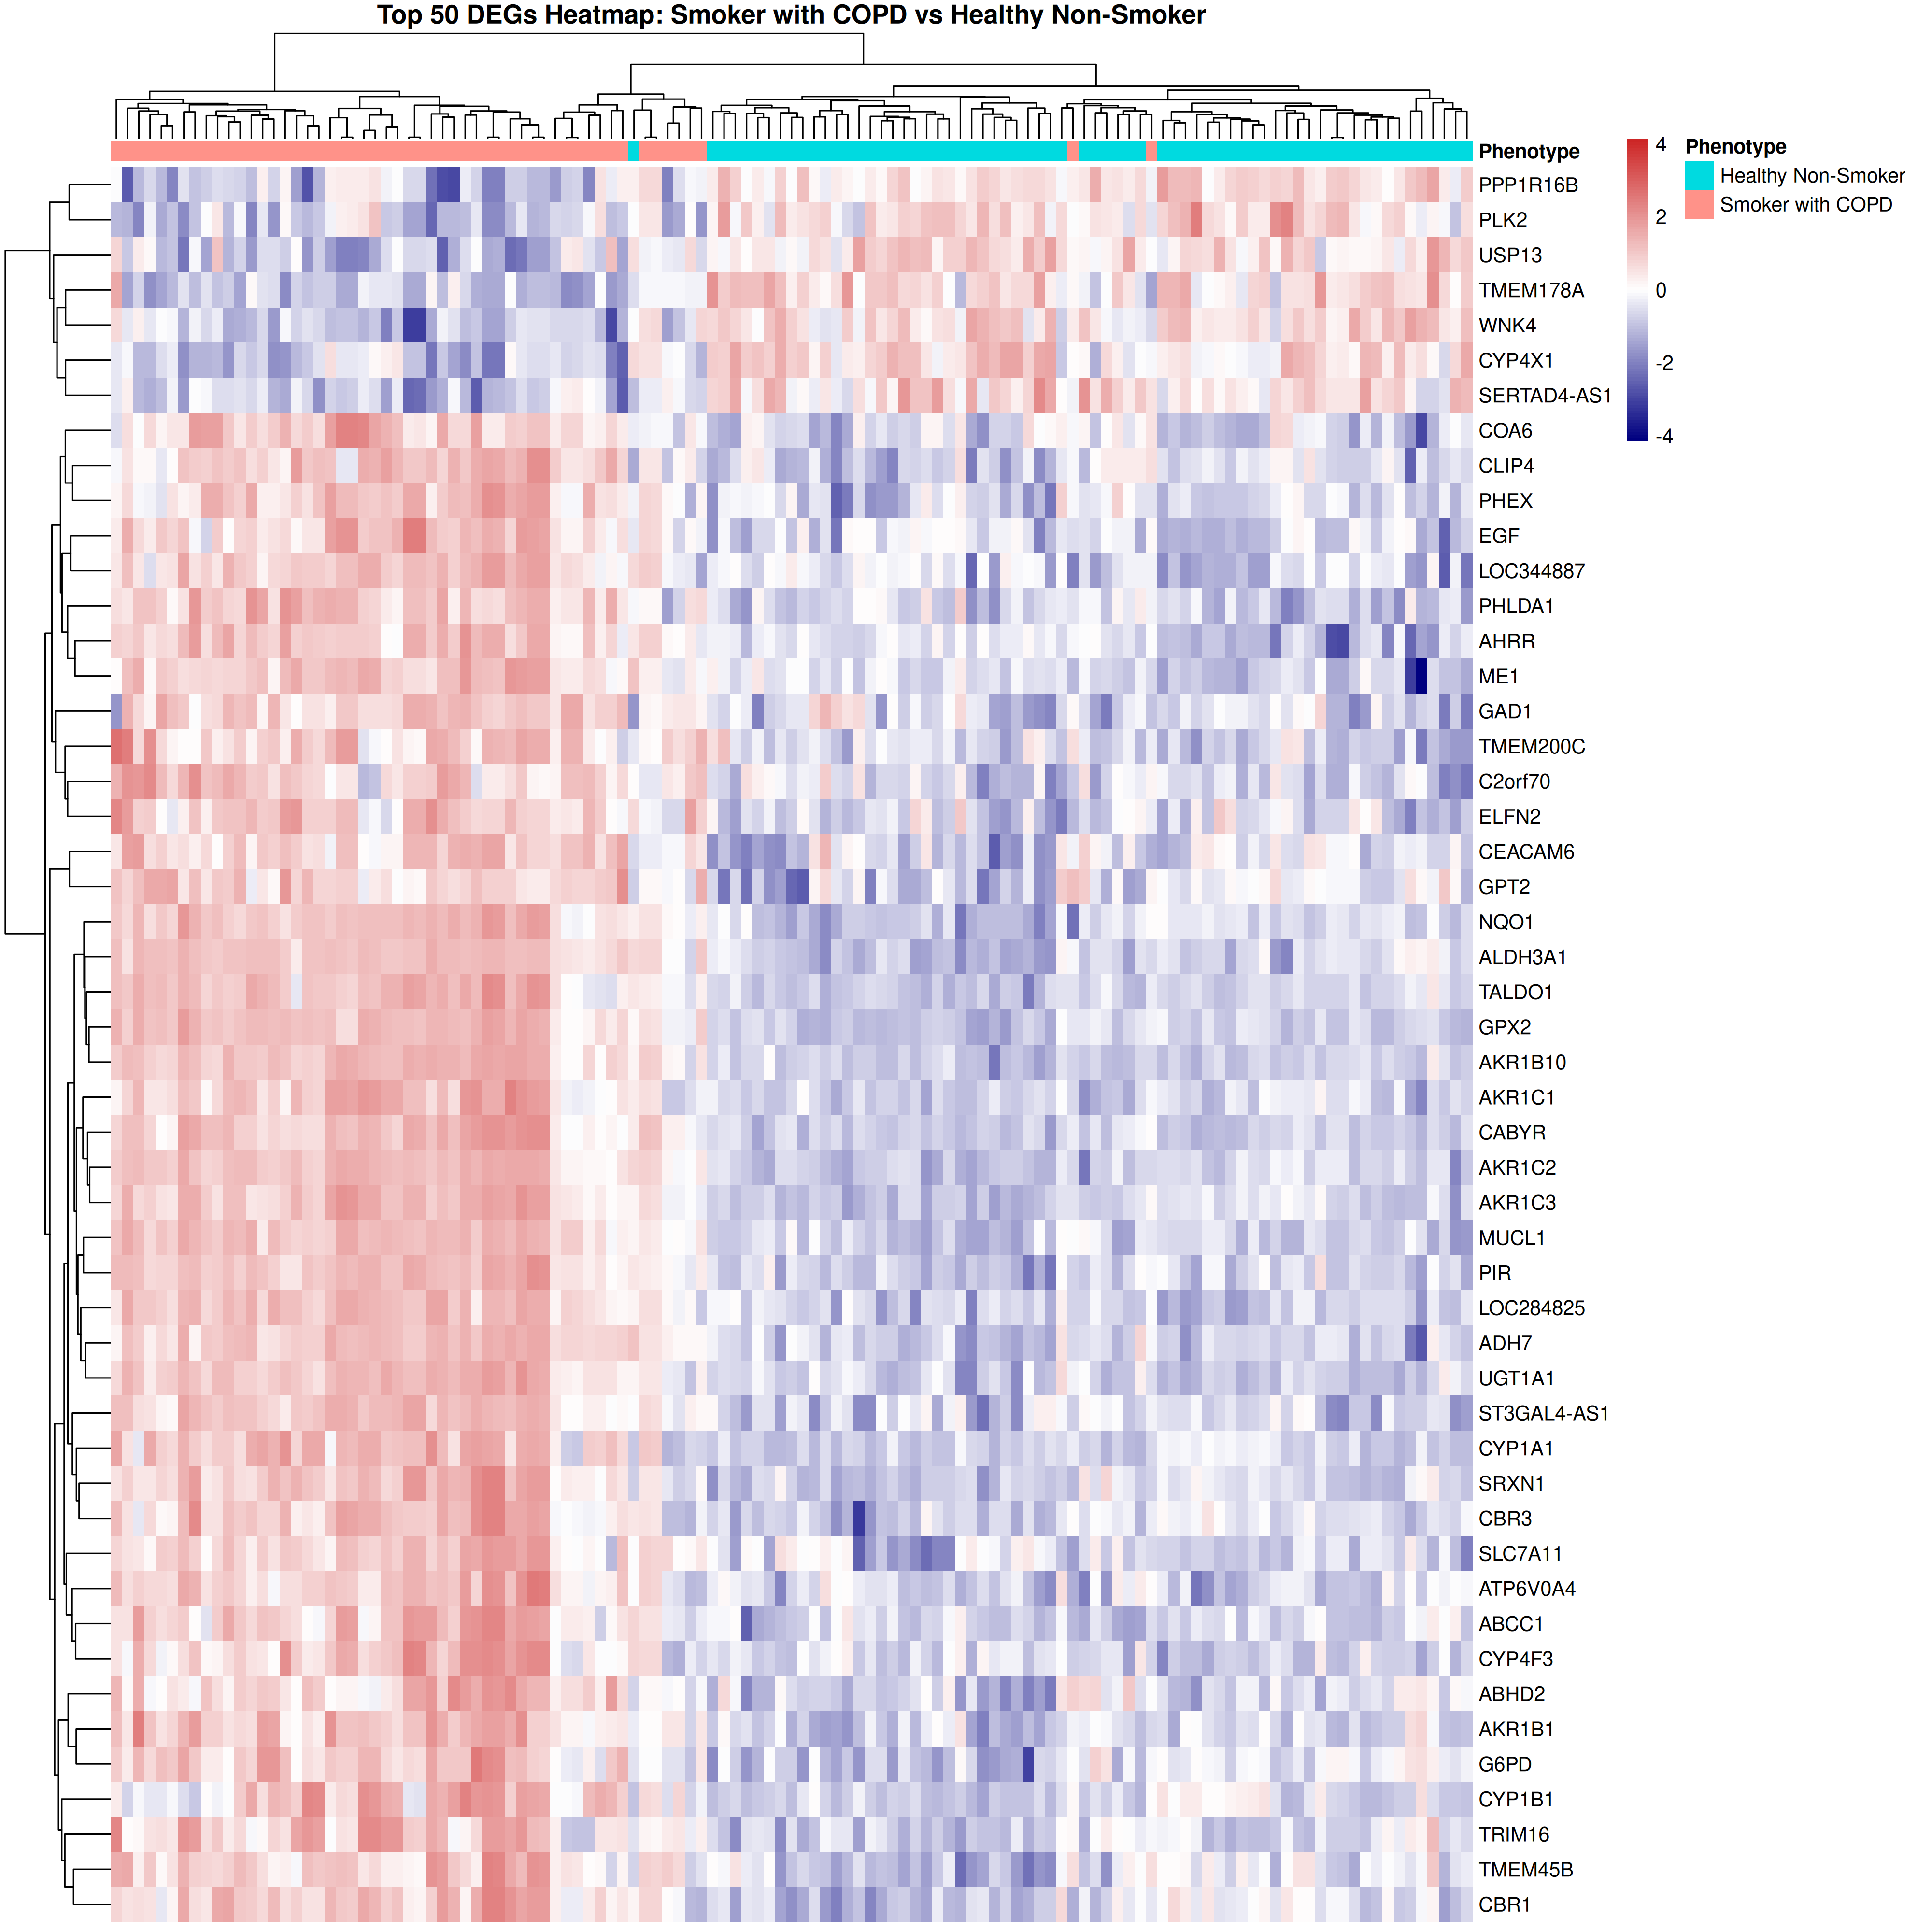 Top 50 DEGs Heatmap: Smoker with COPD vs Healthy Non-Smoker
Phenotype
PPP1R16B
PLK2
USP13
TMEM178A
WNK4
CYP4X1
SERTAD4-AS1
COA6
CLIP4
PHEX
EGF
LOC344887
PHLDA1
AHRR
ME1
GAD1
TMEM200C
C2orf70
ELFN2
CEACAM6
GPT2
NQO1
ALDH3A1
TALDO1
GPX2
AKR1B10
AKR1C1
CABYR
AKR1C2
AKR1C3
MUCL1
PIR
LOC284825
ADH7
UGT1A1
ST3GAL4-AS1
CYP1A1
SRXN1
CBR3
SLC7A11
ATP6V0A4
ABCC1
CYP4F3
ABHD2
AKR1B1
G6PD
CYP1B1
TRIM16
TMEM45B
CBR1
4
2
0
-2
-4
Phenotype
Healthy Non-Smoker
Smoker with COPD